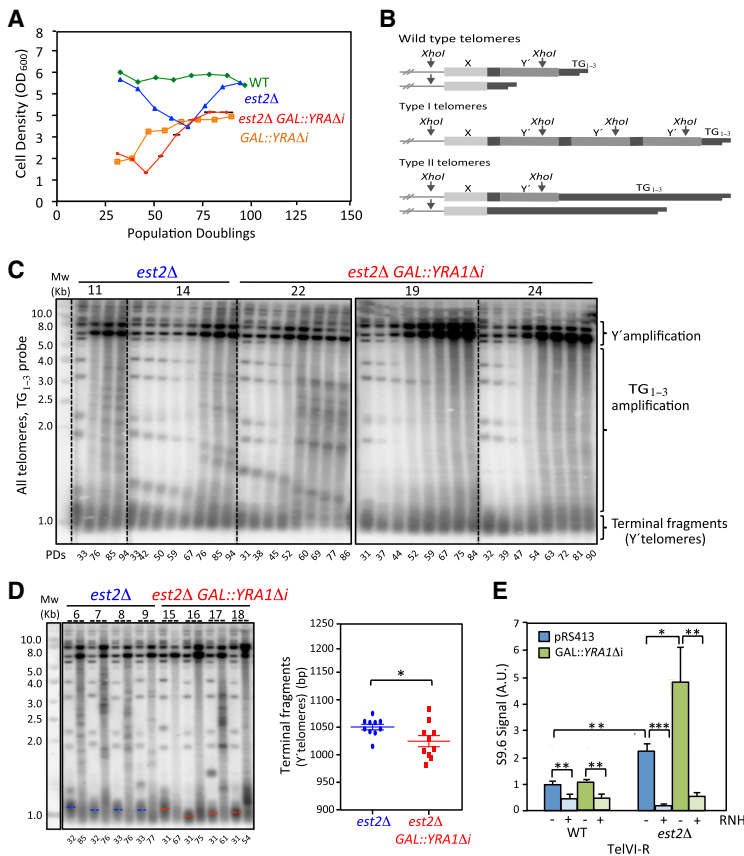 A
Cell Density (OD600)
8
7
6
5
4
5
2
1
0
0 25 50 75 100 125 150
Population Doublings
WT
est2Δ
est2Δ GAL::YRAΔi
GAL::YRAΔi
B
Wild type telomeres
XhoI X Y´ XhoI TG1–3
Type I telomeres
XhoI X Y´ XhoI Y´ XhoI Y´ XhoI TG1–3
Type II telomeres
XhoI X Y´ XhoI TG1–3
C
Mw (Kb)
est2Δ est2Δ GAL::YRA1Δi
11 14 22 19 24
All telomeres, TG1–3 probe
10.0
8.0
5.0
4.0
3.0
2.5
2.0
1.0
Y´amplification
TG1–3 amplification
Terminal fragments (Y´telomeres)
PDs 33 76 85 94 33 42 50 59 67 76 85 94 31 38 45 52 60 69 77 86 31 37 44 52 59 67 75 84 32 39 47 54 63 72 81 90
D
Mw (Kb)
est2Δ est2Δ GAL::YRA1Δi
6 7 8 9 15 16 17 18
10.0
8.0
5.0
4.0
3.0
2.5
2.0
1.0
32 85 32 76 33 76 33 77 31 67 31 75 31 61 31 54
Terminal fragments (Y´telomeres) (bp)
1250
1200
1150
1100
1050
1000
950
900
*
est2Δ est2Δ GAL::YRA1Δi
E
S9.6 Signal (A.U.)
7
6
5
4
3
2
1
0
pRS413
GAL::YRA1Δi
** ** ** * *** **
- + - + - + - + RNH
WT est2Δ
TelVI-R